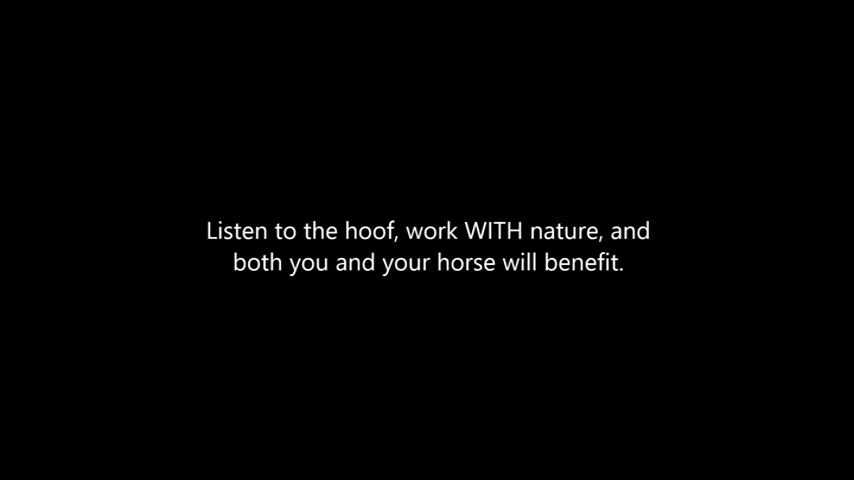 Listen to the hoof, work WITH nature, and
both you and your horse will benefit.